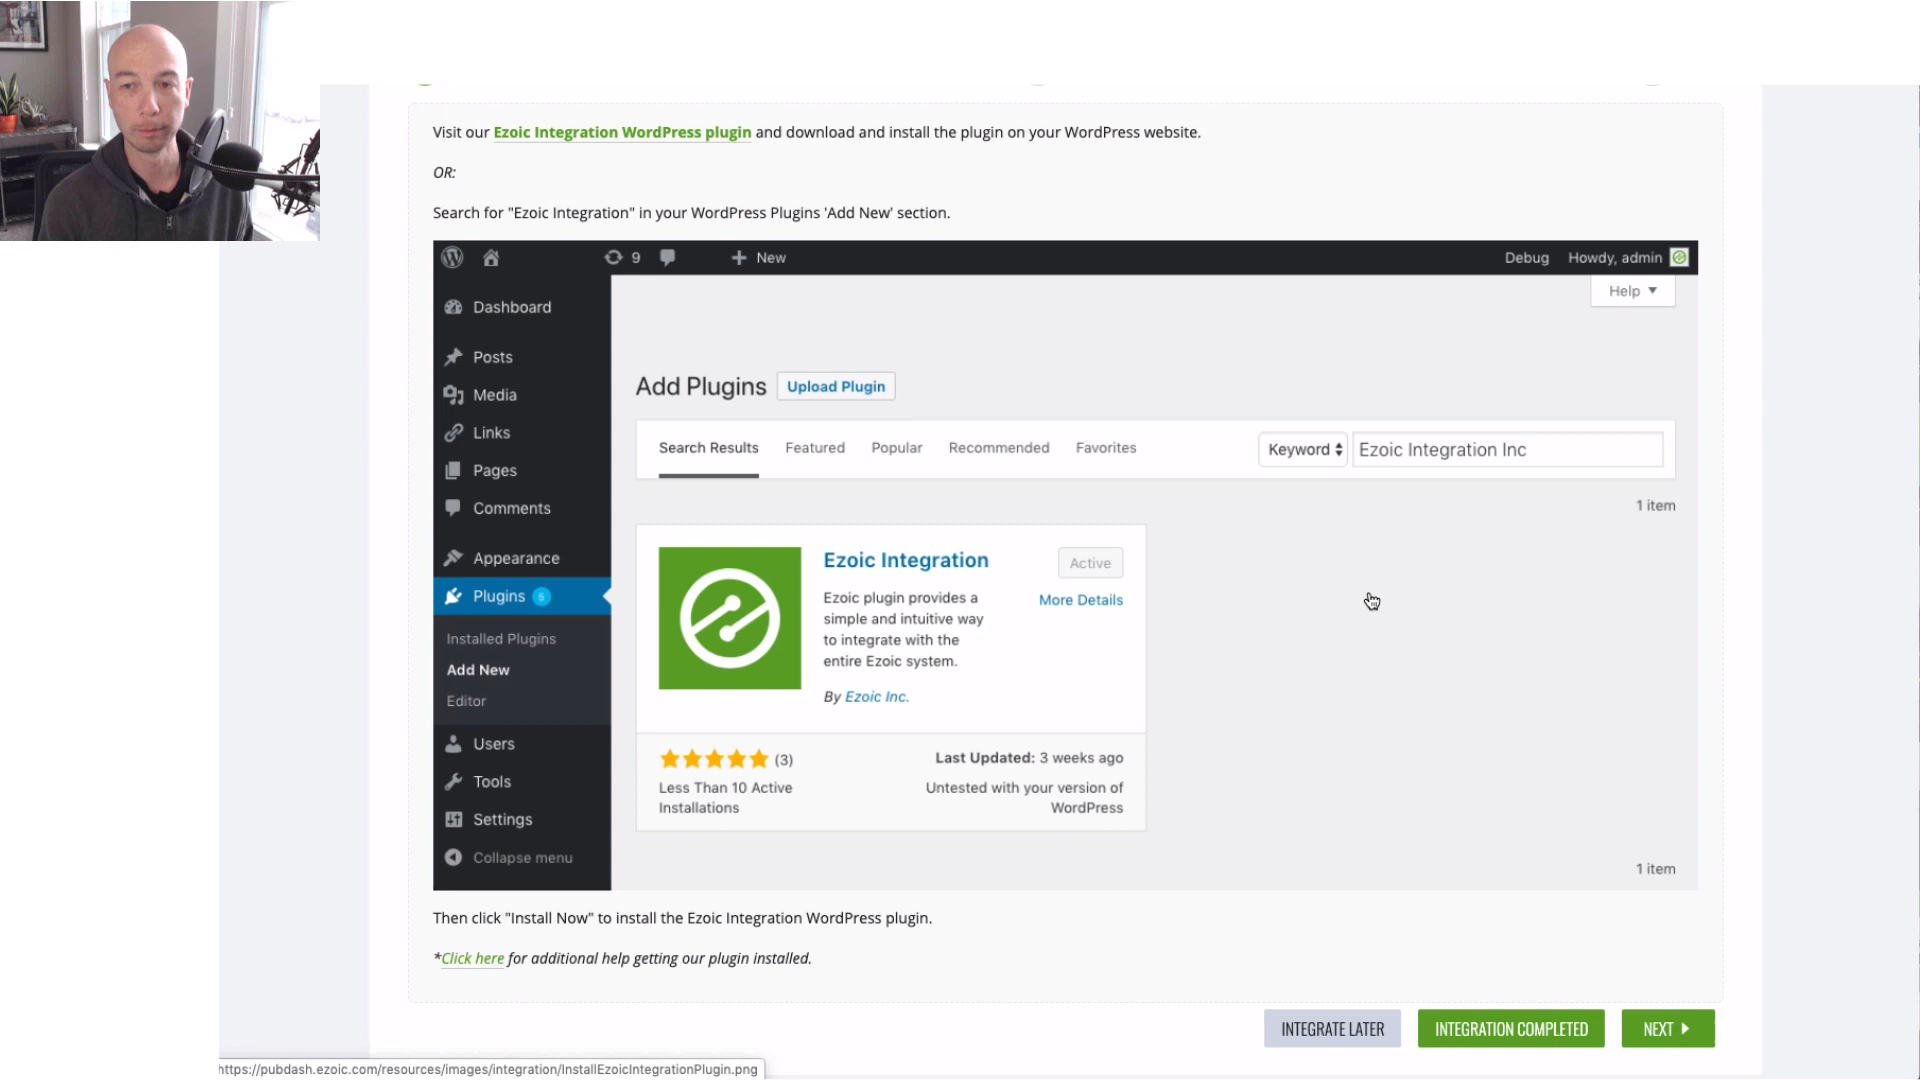 Visit our Ezoic Integration WordPress plugin and download and install the plugin on your WordPress website.
OR:
Search for "Ezoic Integration" in your WordPress Plugins 'Add New' section.
9 New Debug Howdy, admin
Help
Dashboard
Posts
Media
Links
Pages
Comments
Appearance
Plugins 5
Installed Plugins
Add New
Editor
Users
Tools
Settings
Collapse menu
Add Plugins Upload Plugin
Search Results Featured Popular Recommended Favorites Keyword Ezoic Integration Inc
1 item
Ezoic Integration Active
More Details
Ezoic plugin provides a
simple and intuitive way
to integrate with the
entire Ezoic system.
By Ezoic Inc.
(3)
Less Than 10 Active
Installations
Last Updated: 3 weeks ago
Untested with your version of
WordPress
1 item
Then click "Install Now" to install the Ezoic Integration WordPress plugin.
*Click here for additional help getting our plugin installed.
INTEGRATE LATER INTEGRATION COMPLETED NEXT
https://pubdash.ezoic.com/resources/images/integration/InstallEzoicIntegrationPlugin.png